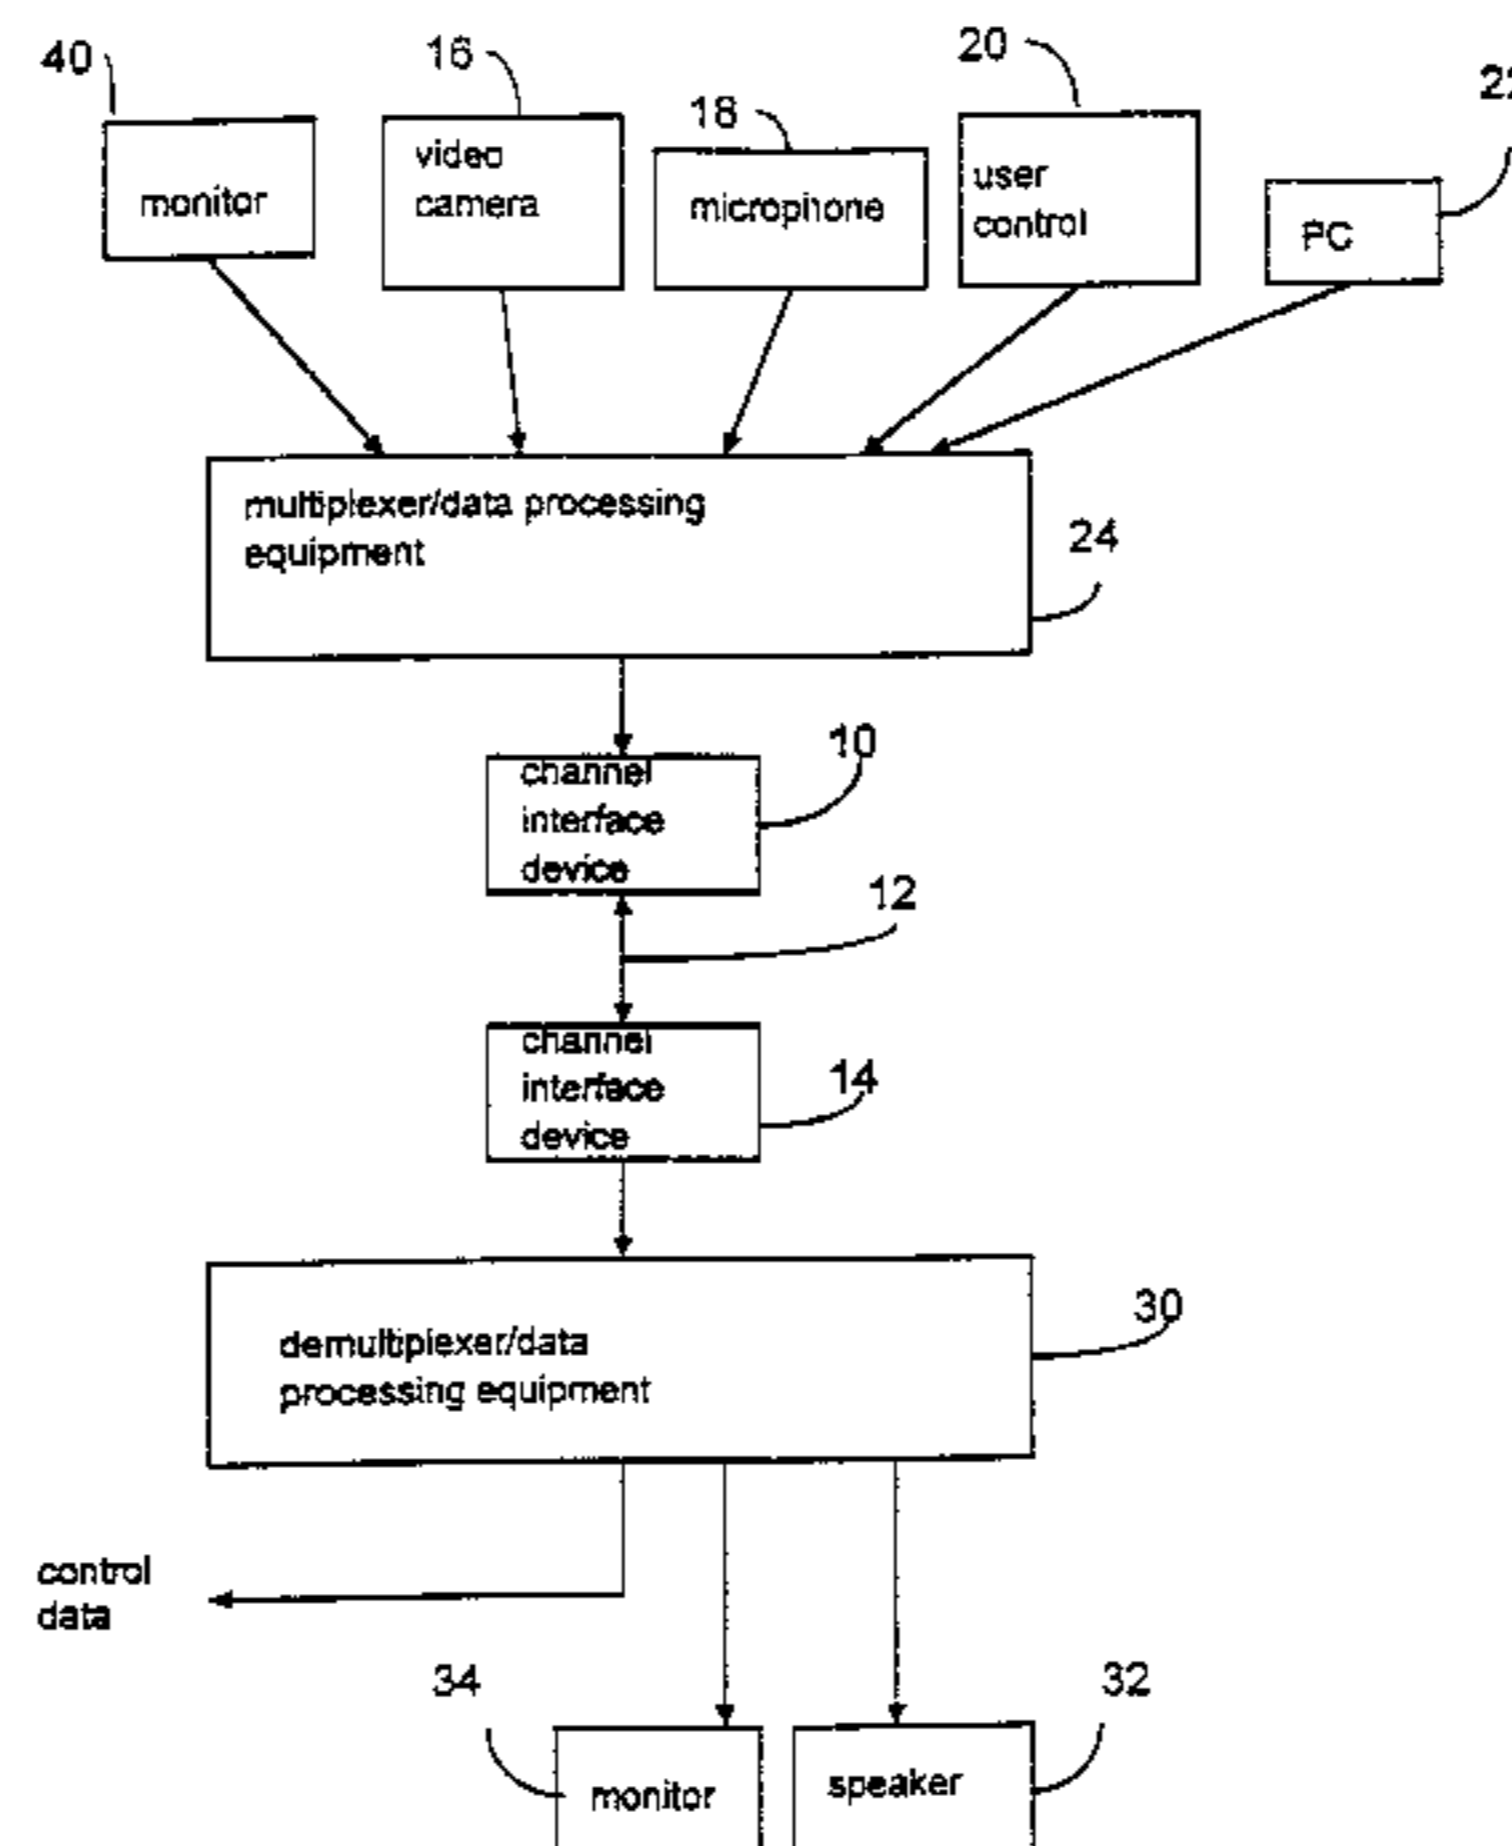 40
16
18
20
22
monitor
video
camera
microphone
user
control
PC
multiplexer/data processing
equipment
24
channel
interface
device
10
12
channel
interface
device
14
demultiplexer/data
processing equipment
30
control
data
34
32
monitor
speaker